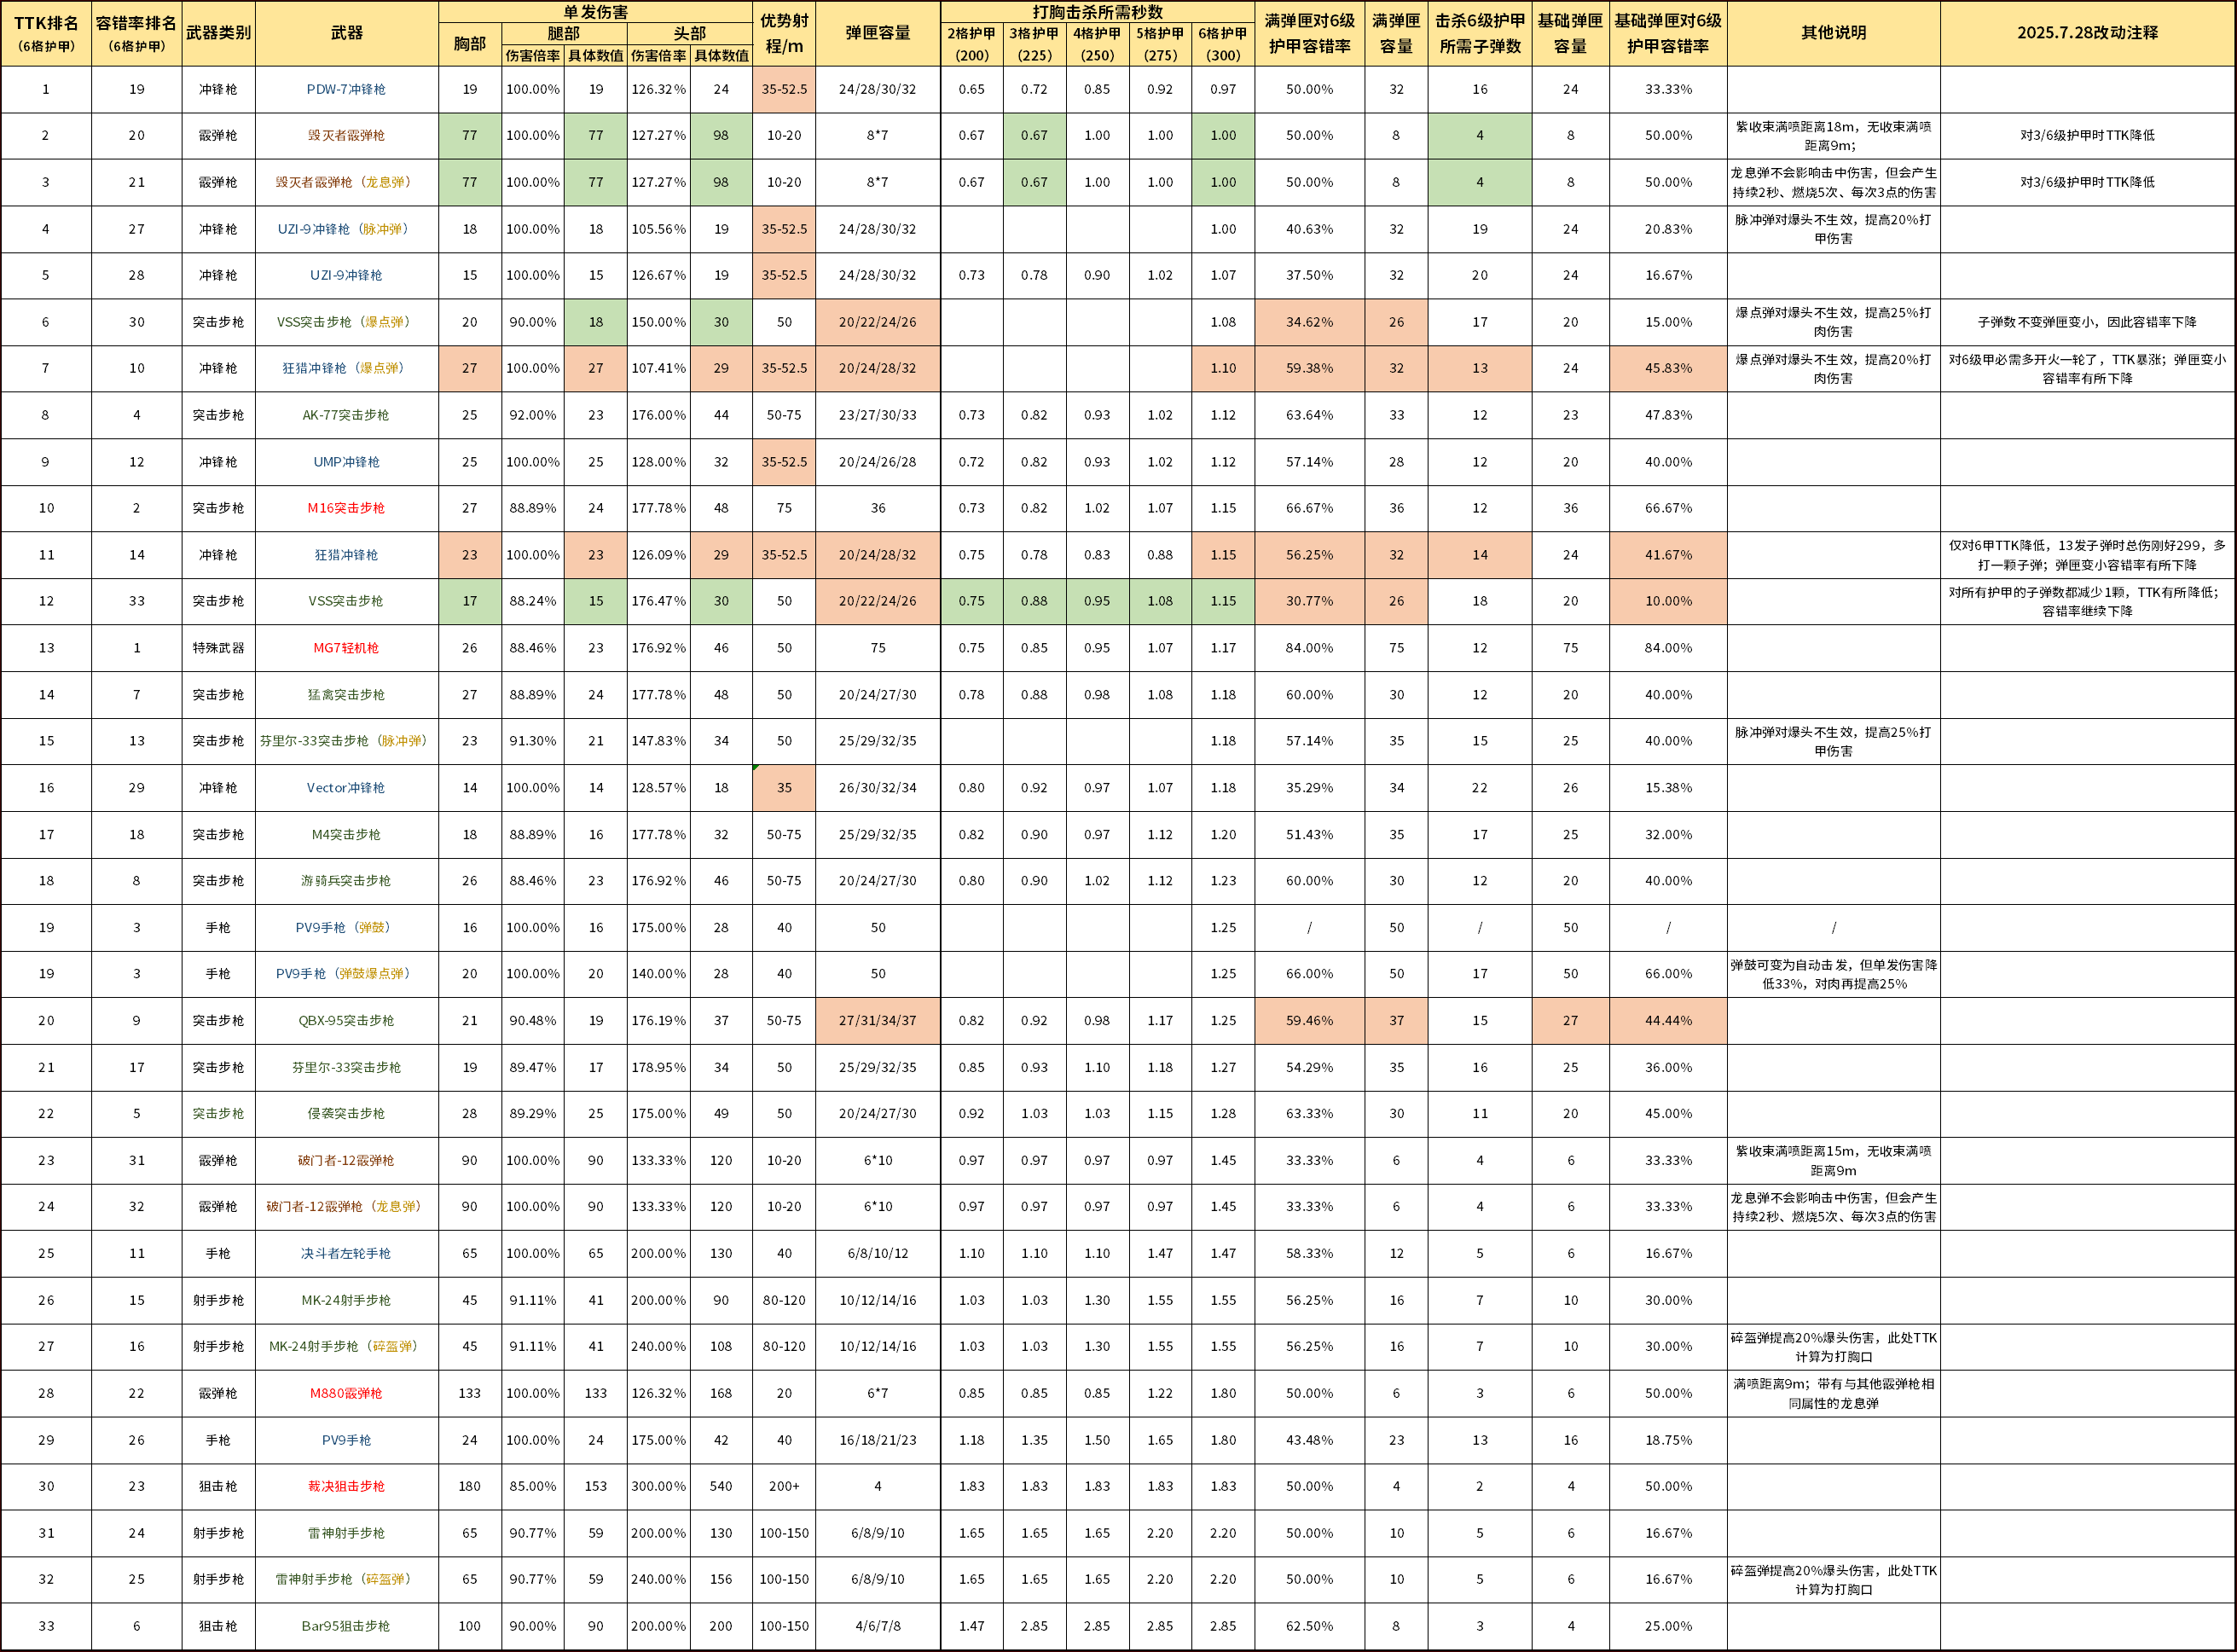 TTK排名
（6格护甲）
容错率排名
（6格护甲）
武器类别
武器
单发伤害
胸部
腿部
头部
伤害倍率 具体数值 伤害倍率 具体数值
优势射
程/m
弹匣容量
打胸击杀所需秒数
2格护甲 3格护甲 4格护甲 5格护甲 6格护甲
（200） （225） （250） （275） （300）
满弹匣对6级
护甲容错率
满弹匣
容量
击杀6级护甲
所需子弹数
基础弹匣
容量
基础弹匣对6级
护甲容错率
其他说明
2025.7.28改动注释
1 19 冲锋枪 PDW-7冲锋枪 19 100.00% 19 126.32% 24 35-52.5 24/28/30/32 0.65 0.72 0.85 0.92 0.97 50.00% 32 16 24 33.33%
2 20 霰弹枪 毁灭者霰弹枪 77 100.00% 77 127.27% 98 10-20 8*7 0.67 0.67 1.00 1.00 1.00 50.00% 8 4 8 50.00% 紫收束满喷距离18m，无收束满喷
距离9m； 对3/6级护甲时TTK降低
3 21 霰弹枪 毁灭者霰弹枪（龙息弹） 77 100.00% 77 127.27% 98 10-20 8*7 0.67 0.67 1.00 1.00 1.00 50.00% 8 4 8 50.00% 龙息弹不会影响击中伤害，但会产生
持续2秒、燃烧5次、每次3点的伤害 对3/6级护甲时TTK降低
4 27 冲锋枪 UZI-9冲锋枪（脉冲弹） 18 100.00% 18 105.56% 19 35-52.5 24/28/30/32 1.00 40.63% 32 19 24 20.83% 脉冲弹对爆头不生效，提高20%打
甲伤害
5 28 冲锋枪 UZI-9冲锋枪 15 100.00% 15 126.67% 19 35-52.5 24/28/30/32 0.73 0.78 0.90 1.02 1.07 37.50% 32 20 24 16.67%
6 30 突击步枪 VSS突击步枪（爆点弹） 20 90.00% 18 150.00% 30 50 20/22/24/26 1.08 34.62% 26 17 20 15.00% 爆点弹对爆头不生效，提高25%打
肉伤害 子弹数不变弹匣变小，因此容错率下降
7 10 冲锋枪 狂猎冲锋枪（爆点弹） 27 100.00% 27 107.41% 29 35-52.5 20/24/28/32 1.10 59.38% 32 13 24 45.83% 爆点弹对爆头不生效，提高20%打
肉伤害 对6级甲必需多开火一轮了，TTK暴涨；弹匣变小
容错率有所下降
8 4 突击步枪 AK-77突击步枪 25 92.00% 23 176.00% 44 50-75 23/27/30/33 0.73 0.82 0.93 1.02 1.12 63.64% 33 12 23 47.83%
9 12 冲锋枪 UMP冲锋枪 25 100.00% 25 128.00% 32 35-52.5 20/24/26/28 0.72 0.82 0.93 1.02 1.12 57.14% 28 12 20 40.00%
10 2 突击步枪 M16突击步枪 27 88.89% 24 177.78% 48 75 36 0.73 0.82 1.02 1.07 1.15 66.67% 36 12 36 66.67%
11 14 冲锋枪 狂猎冲锋枪 23 100.00% 23 126.09% 29 35-52.5 20/24/28/32 0.75 0.78 0.83 0.88 1.15 56.25% 32 14 24 41.67% 仅对6甲TTK降低，13发子弹时总伤刚好299，多
打一颗子弹；弹匣变小容错率有所下降
12 33 突击步枪 VSS突击步枪 17 88.24% 15 176.47% 30 50 20/22/24/26 0.75 0.88 0.95 1.08 1.15 30.77% 26 18 20 10.00% 对所有护甲的子弹数都减少1颗，TTK有所降低；
容错率继续下降
13 1 特殊武器 MG7轻机枪 26 88.46% 23 176.92% 46 50 75 0.75 0.85 0.95 1.07 1.17 84.00% 75 12 75 84.00%
14 7 突击步枪 猛禽突击步枪 27 88.89% 24 177.78% 48 50 20/24/27/30 0.78 0.88 0.98 1.08 1.18 60.00% 30 12 20 40.00%
15 13 突击步枪 芬里尔-33突击步枪（脉冲弹） 23 91.30% 21 147.83% 34 50 25/29/32/35 1.18 57.14% 35 15 25 40.00% 脉冲弹对爆头不生效，提高25%打
甲伤害
16 29 冲锋枪 Vector冲锋枪 14 100.00% 14 128.57% 18 35 26/30/32/34 0.80 0.92 0.97 1.07 1.18 35.29% 34 22 26 15.38%
17 18 突击步枪 M4突击步枪 18 88.89% 16 177.78% 32 50-75 25/29/32/35 0.82 0.90 0.97 1.12 1.20 51.43% 35 17 25 32.00%
18 8 突击步枪 游骑兵突击步枪 26 88.46% 23 176.92% 46 50-75 20/24/27/30 0.80 0.90 1.02 1.12 1.23 60.00% 30 12 20 40.00%
19 3 手枪 PV9手枪（弹鼓） 16 100.00% 16 175.00% 28 40 50 1.25 / 50 / 50 / /
19 3 手枪 PV9手枪（弹鼓爆点弹） 20 100.00% 20 140.00% 28 40 50 1.25 66.00% 50 17 50 66.00% 弹鼓可变为自动击发，但单发伤害降
低33%，对肉再提高25%
20 9 突击步枪 QBX-95突击步枪 21 90.48% 19 176.19% 37 50-75 27/31/34/37 0.82 0.92 0.98 1.17 1.25 59.46% 37 15 27 44.44%
21 17 突击步枪 芬里尔-33突击步枪 19 89.47% 17 178.95% 34 50 25/29/32/35 0.85 0.93 1.10 1.18 1.27 54.29% 35 16 25 36.00%
22 5 突击步枪 侵袭突击步枪 28 89.29% 25 175.00% 49 50 20/24/27/30 0.92 1.03 1.03 1.15 1.28 63.33% 30 11 20 45.00%
23 31 霰弹枪 破门者-12霰弹枪 90 100.00% 90 133.33% 120 10-20 6*10 0.97 0.97 0.97 0.97 1.45 33.33% 6 4 6 33.33% 紫收束满喷距离15m，无收束满喷
距离9m
24 32 霰弹枪 破门者-12霰弹枪（龙息弹） 90 100.00% 90 133.33% 120 10-20 6*10 0.97 0.97 0.97 0.97 1.45 33.33% 6 4 6 33.33% 龙息弹不会影响击中伤害，但会产生
持续2秒、燃烧5次、每次3点的伤害
25 11 手枪 决斗者左轮手枪 65 100.00% 65 200.00% 130 40 6/8/10/12 1.10 1.10 1.10 1.47 1.47 58.33% 12 5 6 16.67%
26 15 射手步枪 MK-24射手步枪 45 91.11% 41 200.00% 90 80-120 10/12/14/16 1.03 1.03 1.30 1.55 1.55 56.25% 16 7 10 30.00%
27 16 射手步枪 MK-24射手步枪（碎盔弹） 45 91.11% 41 240.00% 108 80-120 10/12/14/16 1.03 1.03 1.30 1.55 1.55 56.25% 16 7 10 30.00% 碎盔弹提高20%爆头伤害，此处TTK
计算为打胸口
28 22 霰弹枪 M880霰弹枪 133 100.00% 133 126.32% 168 20 6*7 0.85 0.85 0.85 1.22 1.80 50.00% 6 3 6 50.00% 满喷距离9m；带有与其他霰弹枪相
同属性的龙息弹
29 26 手枪 PV9手枪 24 100.00% 24 175.00% 42 40 16/18/21/23 1.18 1.35 1.50 1.65 1.80 43.48% 23 13 16 18.75%
30 23 狙击枪 裁决狙击步枪 180 85.00% 153 300.00% 540 200+ 4 1.83 1.83 1.83 1.83 1.83 50.00% 4 2 4 50.00%
31 24 射手步枪 雷神射手步枪 65 90.77% 59 200.00% 130 100-150 6/8/9/10 1.65 1.65 1.65 2.20 2.20 50.00% 10 5 6 16.67%
32 25 射手步枪 雷神射手步枪（碎盔弹） 65 90.77% 59 240.00% 156 100-150 6/8/9/10 1.65 1.65 1.65 2.20 2.20 50.00% 10 5 6 16.67% 碎盔弹提高20%爆头伤害，此处TTK
计算为打胸口
33 6 狙击枪 Bar95狙击步枪 100 90.00% 90 200.00% 200 100-150 4/6/7/8 1.47 2.85 2.85 2.85 2.85 62.50% 8 3 4 25.00%